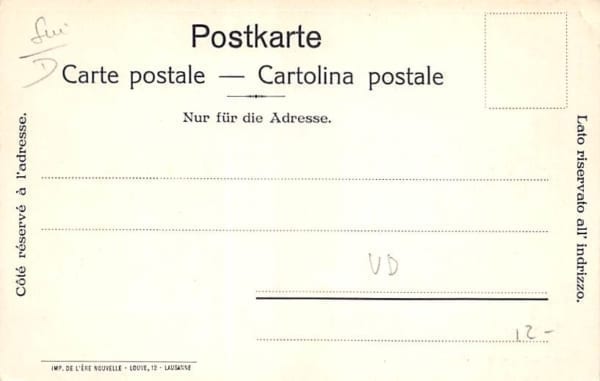 Postkarte
Carte postale — Cartolina postale
Nur für die Adresse.
Côté réservé à l'adresse.
Lato riservato all' indrizzo.
D
VD
12-
IMP. DE L'ÈRE NOUVELLE - LOUVE, 12 - LAUSANNE